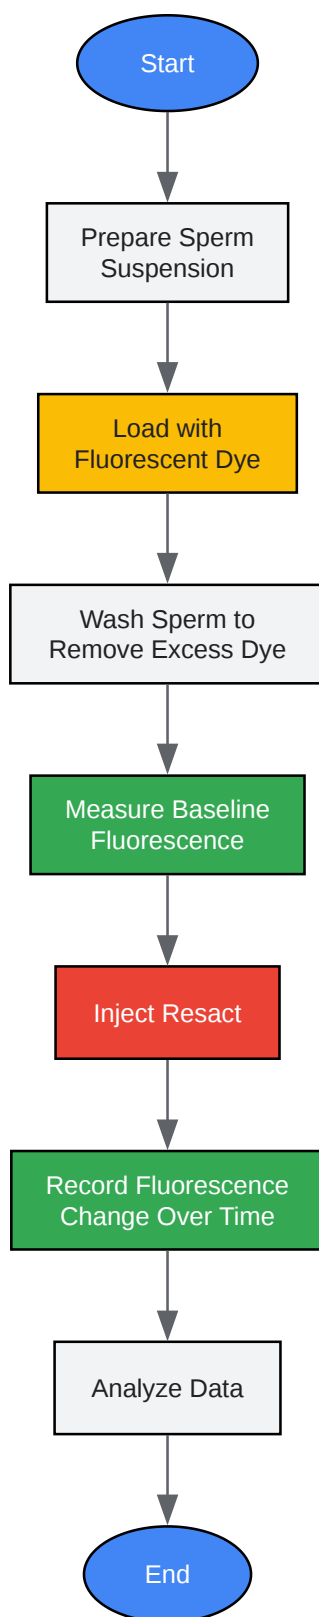 Start
Prepare Sperm
Suspension
Load with
Fluorescent Dye
Wash Sperm to
Remove Excess Dye
Measure Baseline
Fluorescence
Inject Resact
Record Fluorescence
Change Over Time
Analyze Data
End